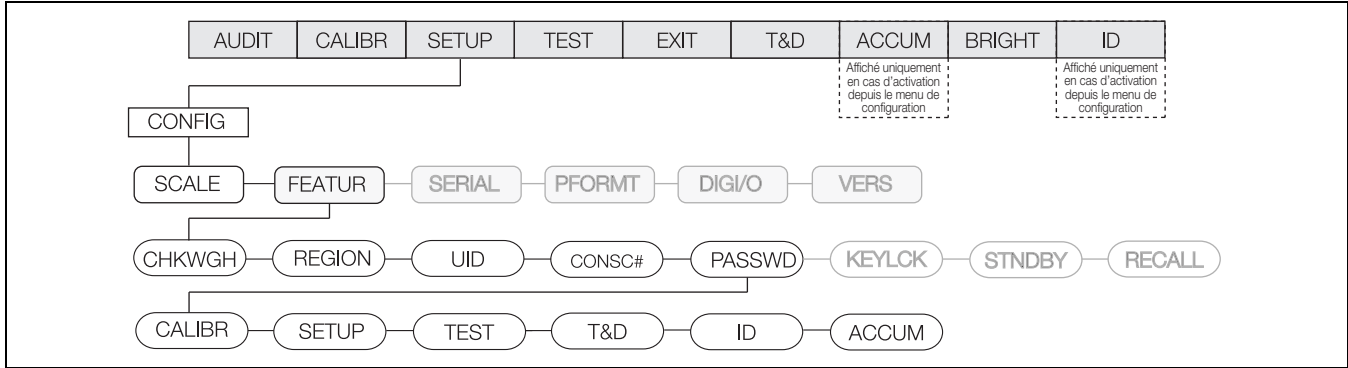 AUDIT CALIBR SETUP TEST EXIT T&D ACCUM BRIGHT ID
Affiché uniquement
en cas d'activation
depuis le menu de
configuration
Affiché uniquement
en cas d'activation
depuis le menu de
configuration
CONFIG
SCALE FEATUR SERIAL PFORMT DIGI/O VERS
CHKWGH REGION UID CONSC# PASSWD KEYLCK STNDBY RECALL
CALIBR SETUP TEST T&D ID ACCUM